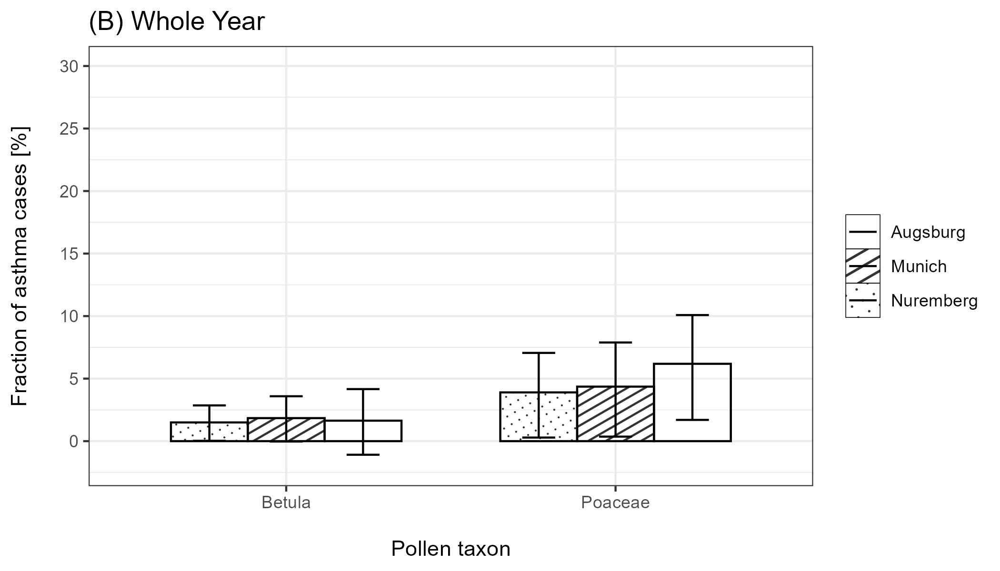 (B) Whole Year
Fraction of asthma cases [%]
30
25
20
15
10
5
0
Betula
Poaceae
Pollen taxon
Augsburg
Munich
Nuremberg